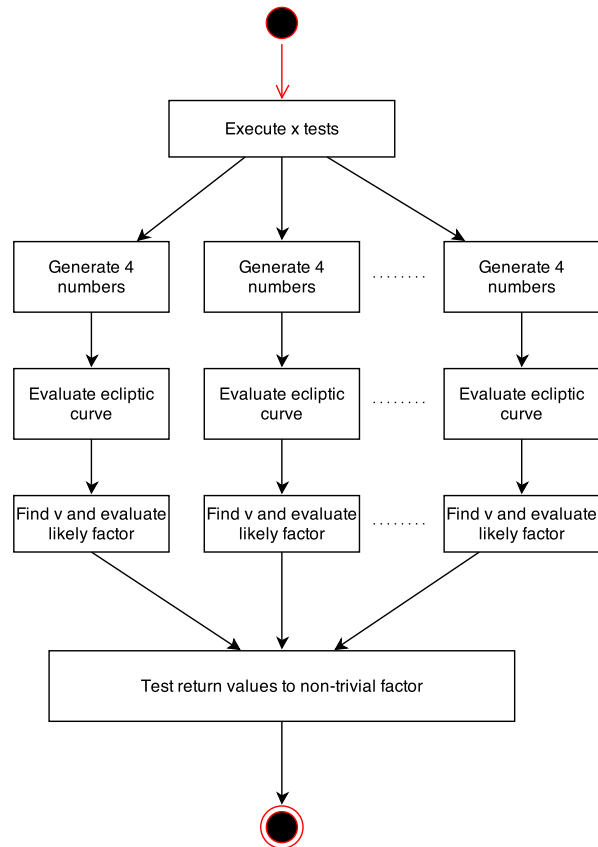 Execute x tests
Generate 4
numbers
Generate 4
numbers
........
Generate 4
numbers
Evaluate ecliptic
curve
Evaluate ecliptic
curve
........
Evaluate ecliptic
curve
Find v and evaluate
likely factor
Find v and evaluate
likely factor
........
Find v and evaluate
likely factor
Test return values to non-trivial factor